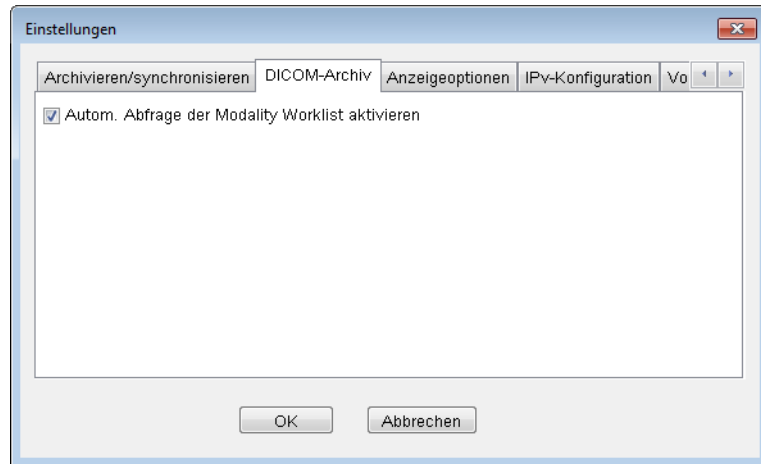 Einstellungen
Archivieren/synchronisieren DICOM-Archiv Anzeigeoptionen IPv-Konfiguration Vo
Autom. Abfrage der Modality Worklist aktivieren
OK Abbrechen